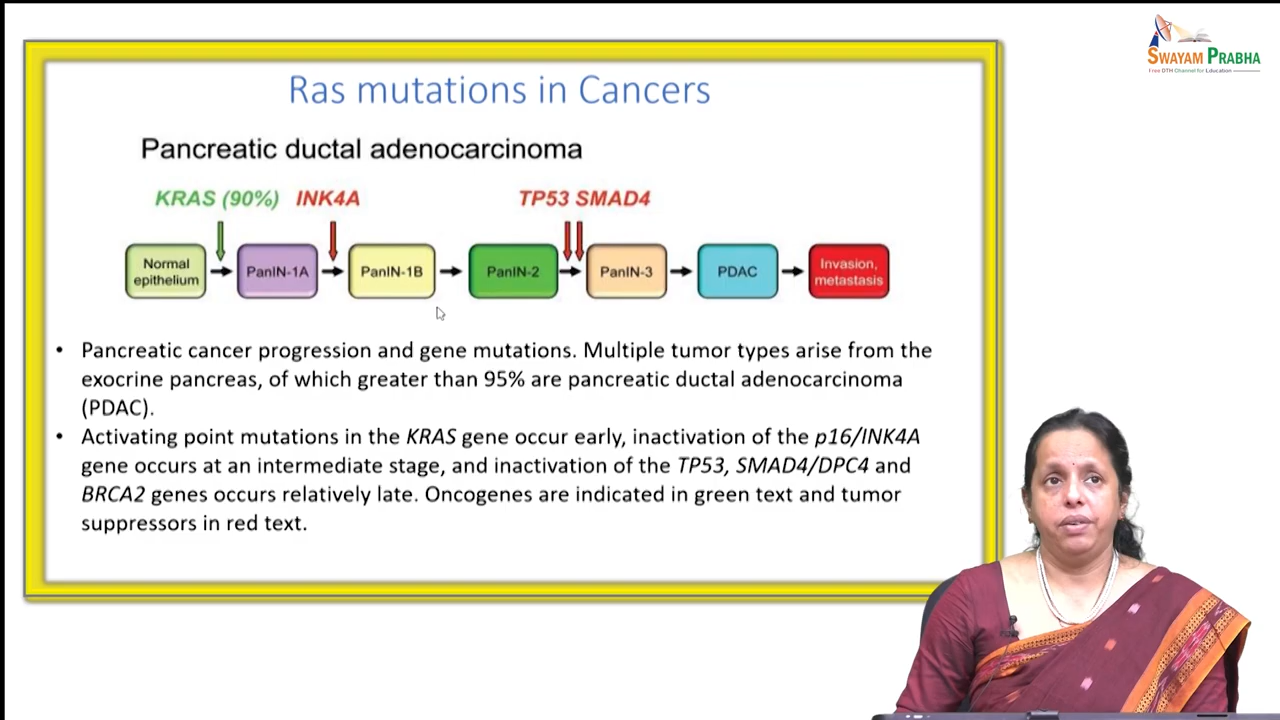 SWAYAM PRABHA
Free DTH Channel for Education
Ras mutations in Cancers
Pancreatic ductal adenocarcinoma
KRAS (90%) INK4A TP53 SMAD4
Normal epithelium
PanIN-1A
PanIN-1B
PanIN-2
PanIN-3
PDAC
Invasion, metastasis
• Pancreatic cancer progression and gene mutations. Multiple tumor types arise from the
exocrine pancreas, of which greater than 95% are pancreatic ductal adenocarcinoma
(PDAC).
• Activating point mutations in the KRAS gene occur early, inactivation of the p16/INK4A
gene occurs at an intermediate stage, and inactivation of the TP53, SMAD4/DPC4 and
BRCA2 genes occurs relatively late. Oncogenes are indicated in green text and tumor
suppressors in red text.